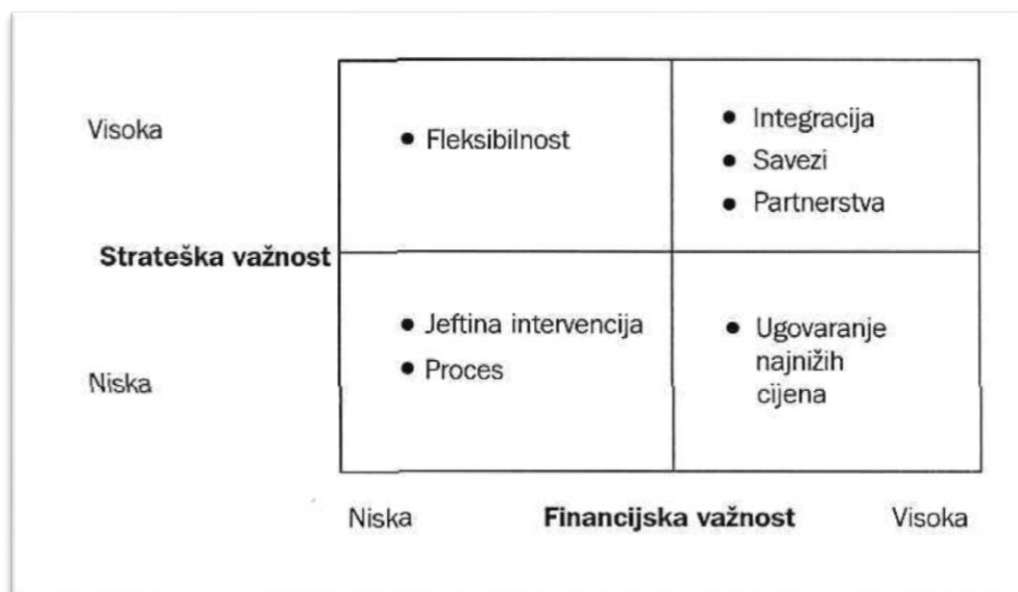 Visoka
• Fleksibilnost
• Integracija
• Savezi
• Partnerstva
Strateška važnost
Niska
• Jeftina intervencija
• Proces
• Ugovaranje
najnižih
cijena
Niska
Financijska važnost
Visoka